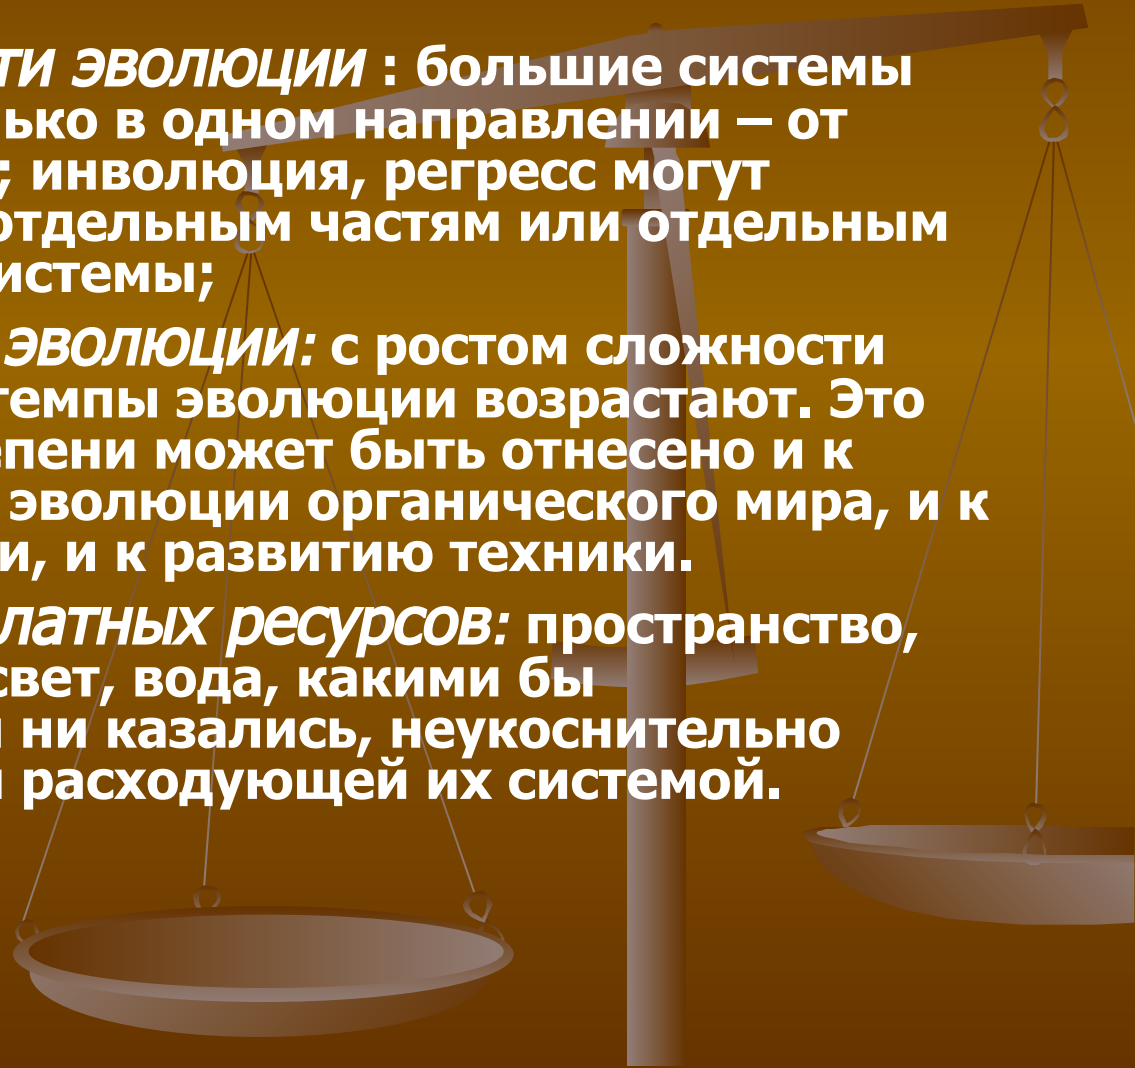 ти эволюции : большие системы
лько в одном направлении – от
; инволюция, регресс могут
отдельным частям или отдельным
истемы;
эволюции: с ростом сложности
темпы эволюции возрастают. Это
епени может быть отнесено и к
эволюции органического мира, и к
и, и к развитию техники.
латных ресурсов: пространство,
свет, вода, какими бы
и ни казались, неукоснительно
и расходующей их системой.